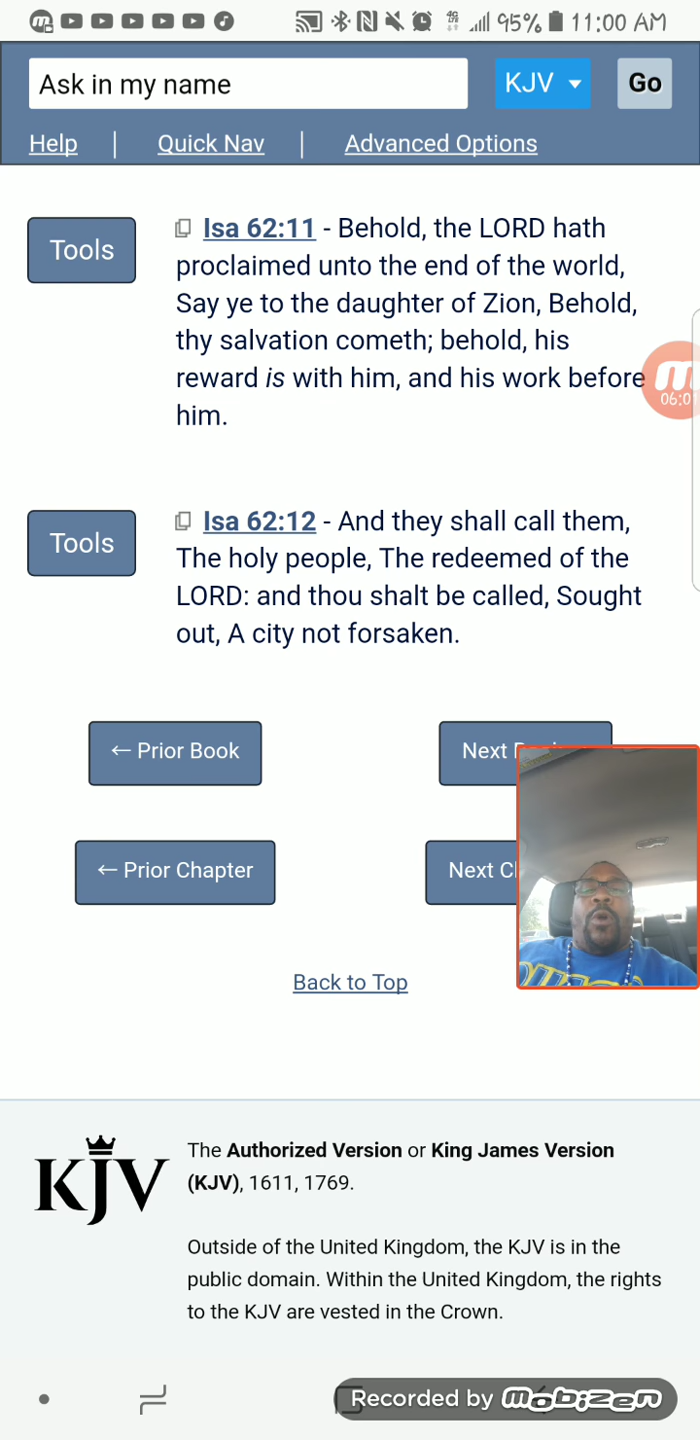 95% 11:00 AM
Ask in my name KJV Go
Help | Quick Nav | Advanced Options
Tools
Isa 62:11 - Behold, the LORD hath
proclaimed unto the end of the world,
Say ye to the daughter of Zion, Behold,
thy salvation cometh; behold, his
reward is with him, and his work before
him.
06:01
Tools
Isa 62:12 - And they shall call them,
The holy people, The redeemed of the
LORD: and thou shalt be called, Sought
out, A city not forsaken.
← Prior Book Next
← Prior Chapter Next
Back to Top
KJV
The Authorized Version or King James Version
(KJV), 1611, 1769.
Outside of the United Kingdom, the KJV is in the
public domain. Within the United Kingdom, the rights
to the KJV are vested in the Crown.
Recorded by mobizen